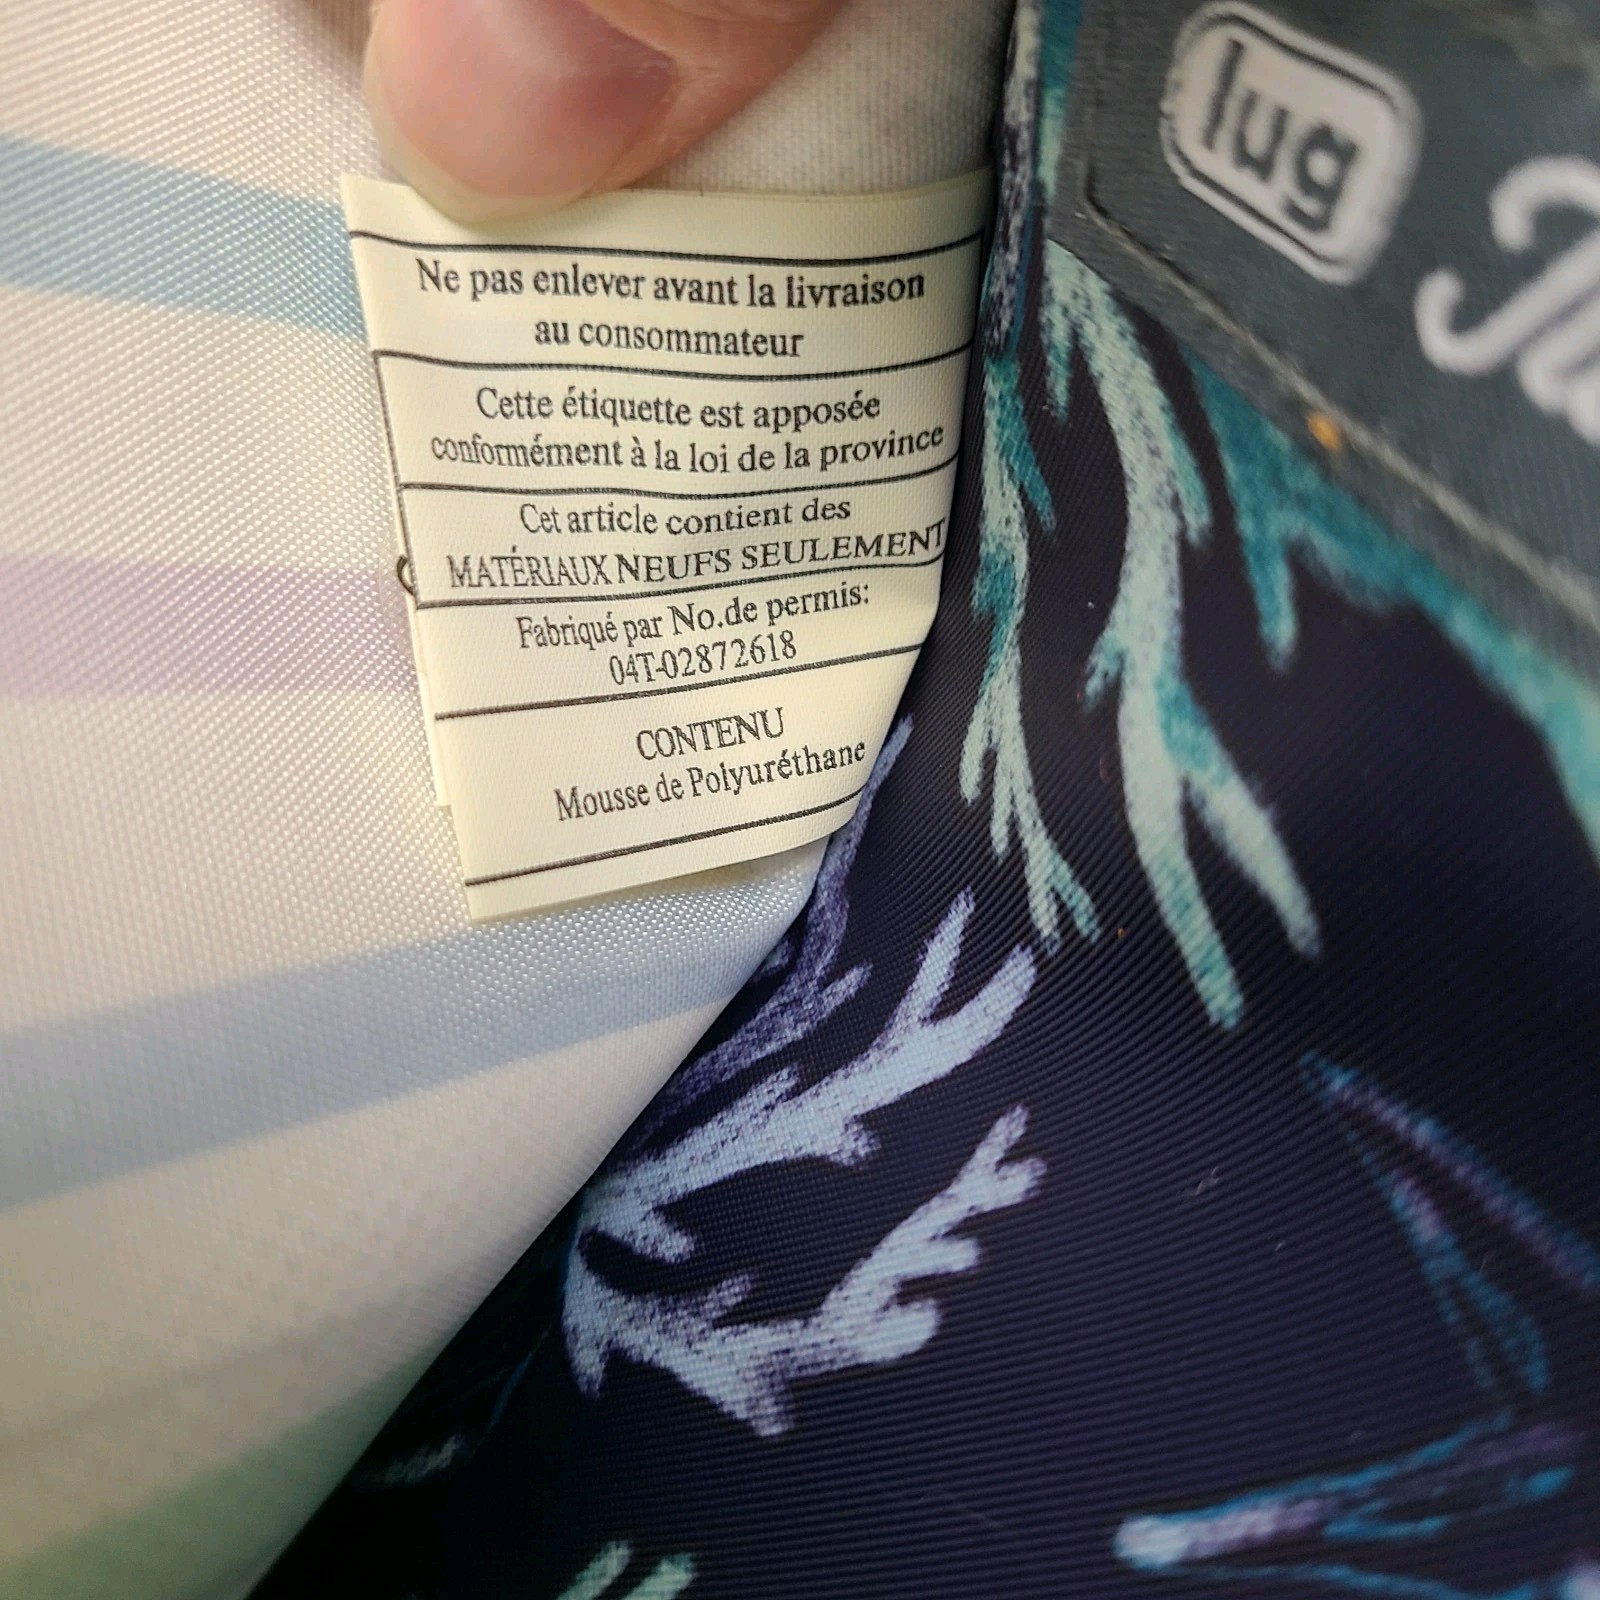 lug
Ne pas enlever avant la livraison
au consommateur
Cette étiquette est apposée
conformément à la loi de la province
Cet article contient des
MATÉRIAUX NEUFS SEULEMENT
Fabriqué par No.de permis:
04T-02872618
CONTENU
Mousse de Polyuréthane